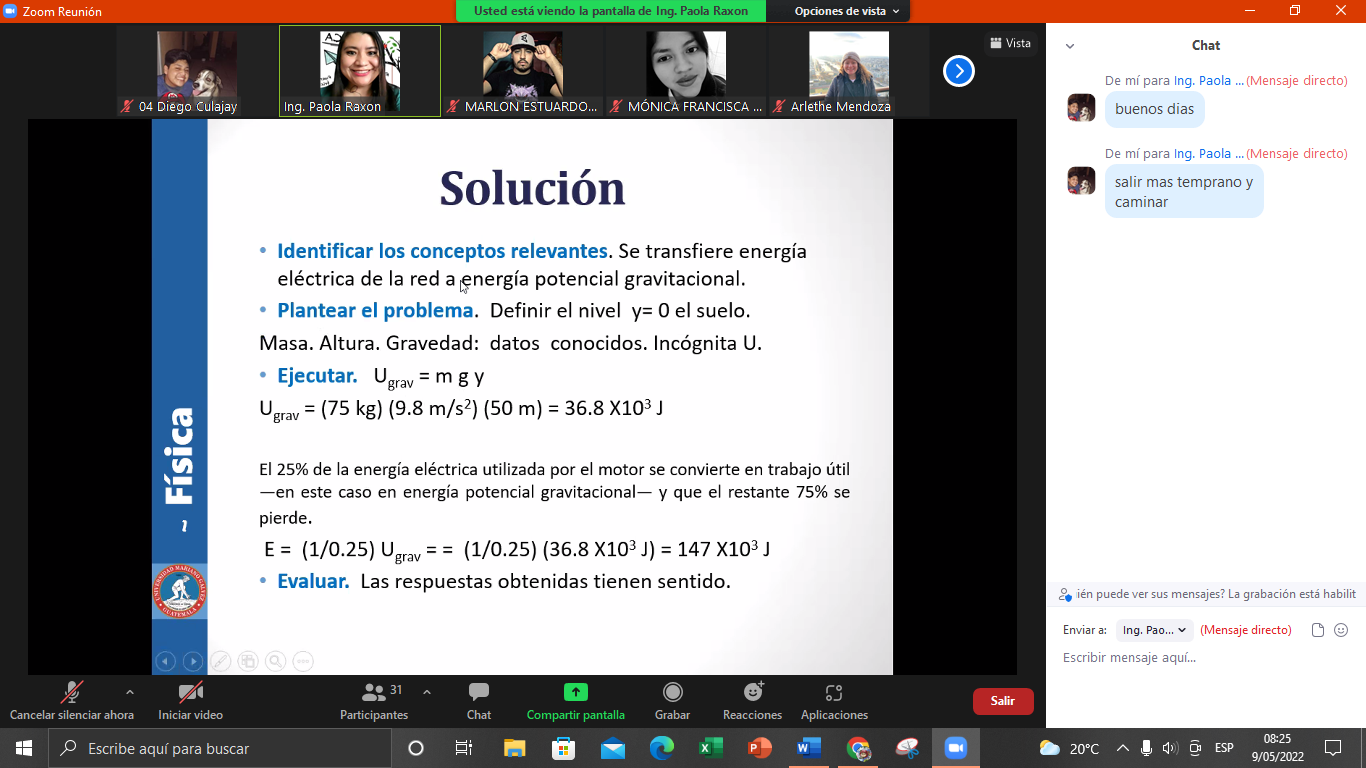 Zoom Reunión
Usted está viendo la pantalla de Ing. Paola Raxon
Opciones de vista
Vista
04 Diego Culajay
Ing. Paola Raxon
MARLON ESTUARDO...
MÓNICA FRANCISCA ...
Arlethe Mendoza
Solución
• Identificar los conceptos relevantes. Se transfiere energía
eléctrica de la red a energía potencial gravitacional.
• Plantear el problema. Definir el nivel y= 0 el suelo.
Masa. Altura. Gravedad: datos conocidos. Incógnita U.
• Ejecutar. Ugrav = m g y
Ugrav = (75 kg) (9.8 m/s²) (50 m) = 36.8 X10³ J
El 25% de la energía eléctrica utilizada por el motor se convierte en trabajo útil
—en este caso en energía potencial gravitacional— y que el restante 75% se
pierde.
E = (1/0.25) Ugrav = = (1/0.25) (36.8 X10³ J) = 147 X10³ J
• Evaluar. Las respuestas obtenidas tienen sentido.
~ Física
UNIVERSIDAD MARIANO GALVEZ
GUATEMALA
Chat
De mí para Ing. Paola ... (Mensaje directo)
buenos dias
De mí para Ing. Paola ... (Mensaje directo)
salir mas temprano y
caminar
ién puede ver sus mensajes? La grabación está habilit
Enviar a: Ing. Pao... (Mensaje directo)
Escribir mensaje aquí...
Cancelar silenciar ahora
Iniciar video
31
Participantes
Chat
Compartir pantalla
Grabar
Reacciones
Aplicaciones
Salir
Escribe aquí para buscar
20°C
ESP
08:25
9/05/2022